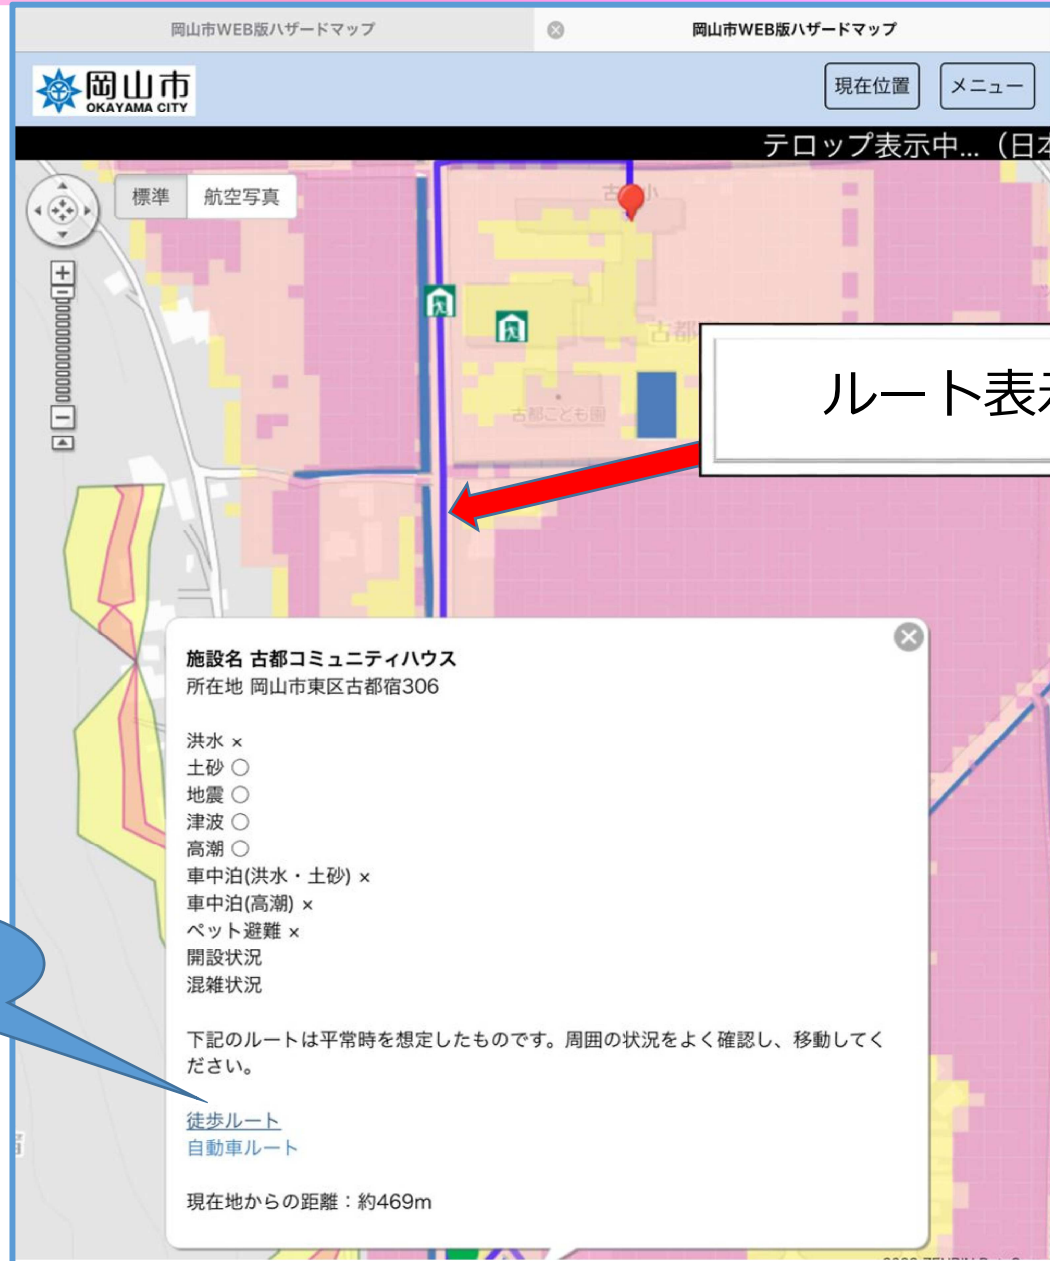 岡山市WEB版ハザードマップ
岡山市WEB版ハザードマップ
岡山市
OKAYAMA CITY
現在位置
メニュー
テロップ表示中... (日本
標準
航空写真
小
古都
ルート表示
古都こども園
施設名 古都コミュニティハウス
所在地 岡山市東区古都宿306
洪水 ×
土砂 ○
地震 ○
津波 ○
高潮 ○
車中泊(洪水・土砂) ×
車中泊(高潮) ×
ペット避難 ×
開設状況
混雑状況
下記のルートは平常時を想定したものです。周囲の状況をよく確認し、移動してく
ださい。
徒歩ルート
自動車ルート
現在地からの距離：約469m